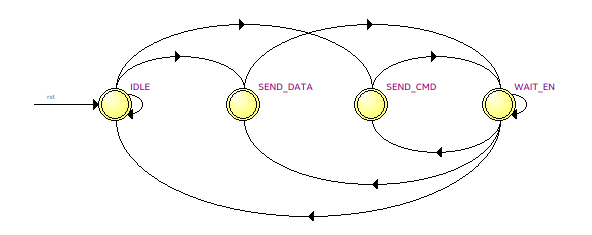 IDLE
SEND_DATA
SEND_CMD
WAIT_EN
rst